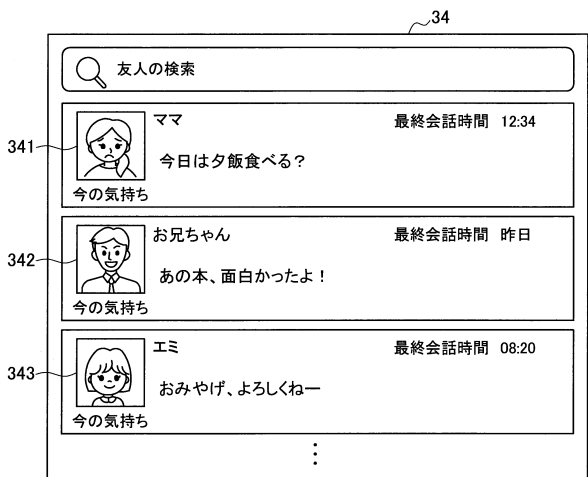 34
友人の検索
341
ママ
最終会話時間 12:34
今日は夕飯食べる？
今の気持ち
342
お兄ちゃん
最終会話時間 昨日
あの本、面白かったよ！
今の気持ち
343
エミ
最終会話時間 08:20
おみやげ、よろしくねー
今の気持ち